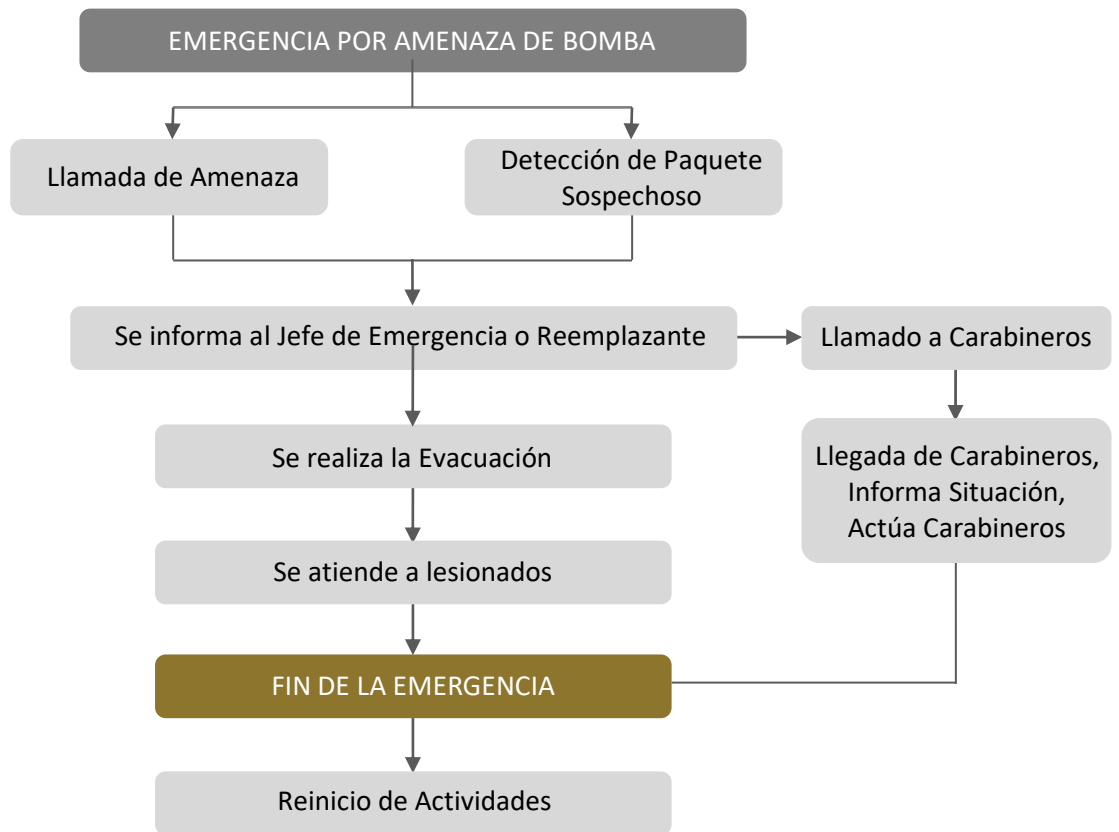 EMERGENCIA POR AMENAZA DE BOMBA
Llamada de Amenaza
Detección de Paquete
Sospechoso
Se informa al Jefe de Emergencia o Reemplazante
Llamado a Carabineros
Se realiza la Evacuación
Llegada de Carabineros,
Informa Situación,
Actúa Carabineros
Se atiende a lesionados
FIN DE LA EMERGENCIA
Reinicio de Actividades